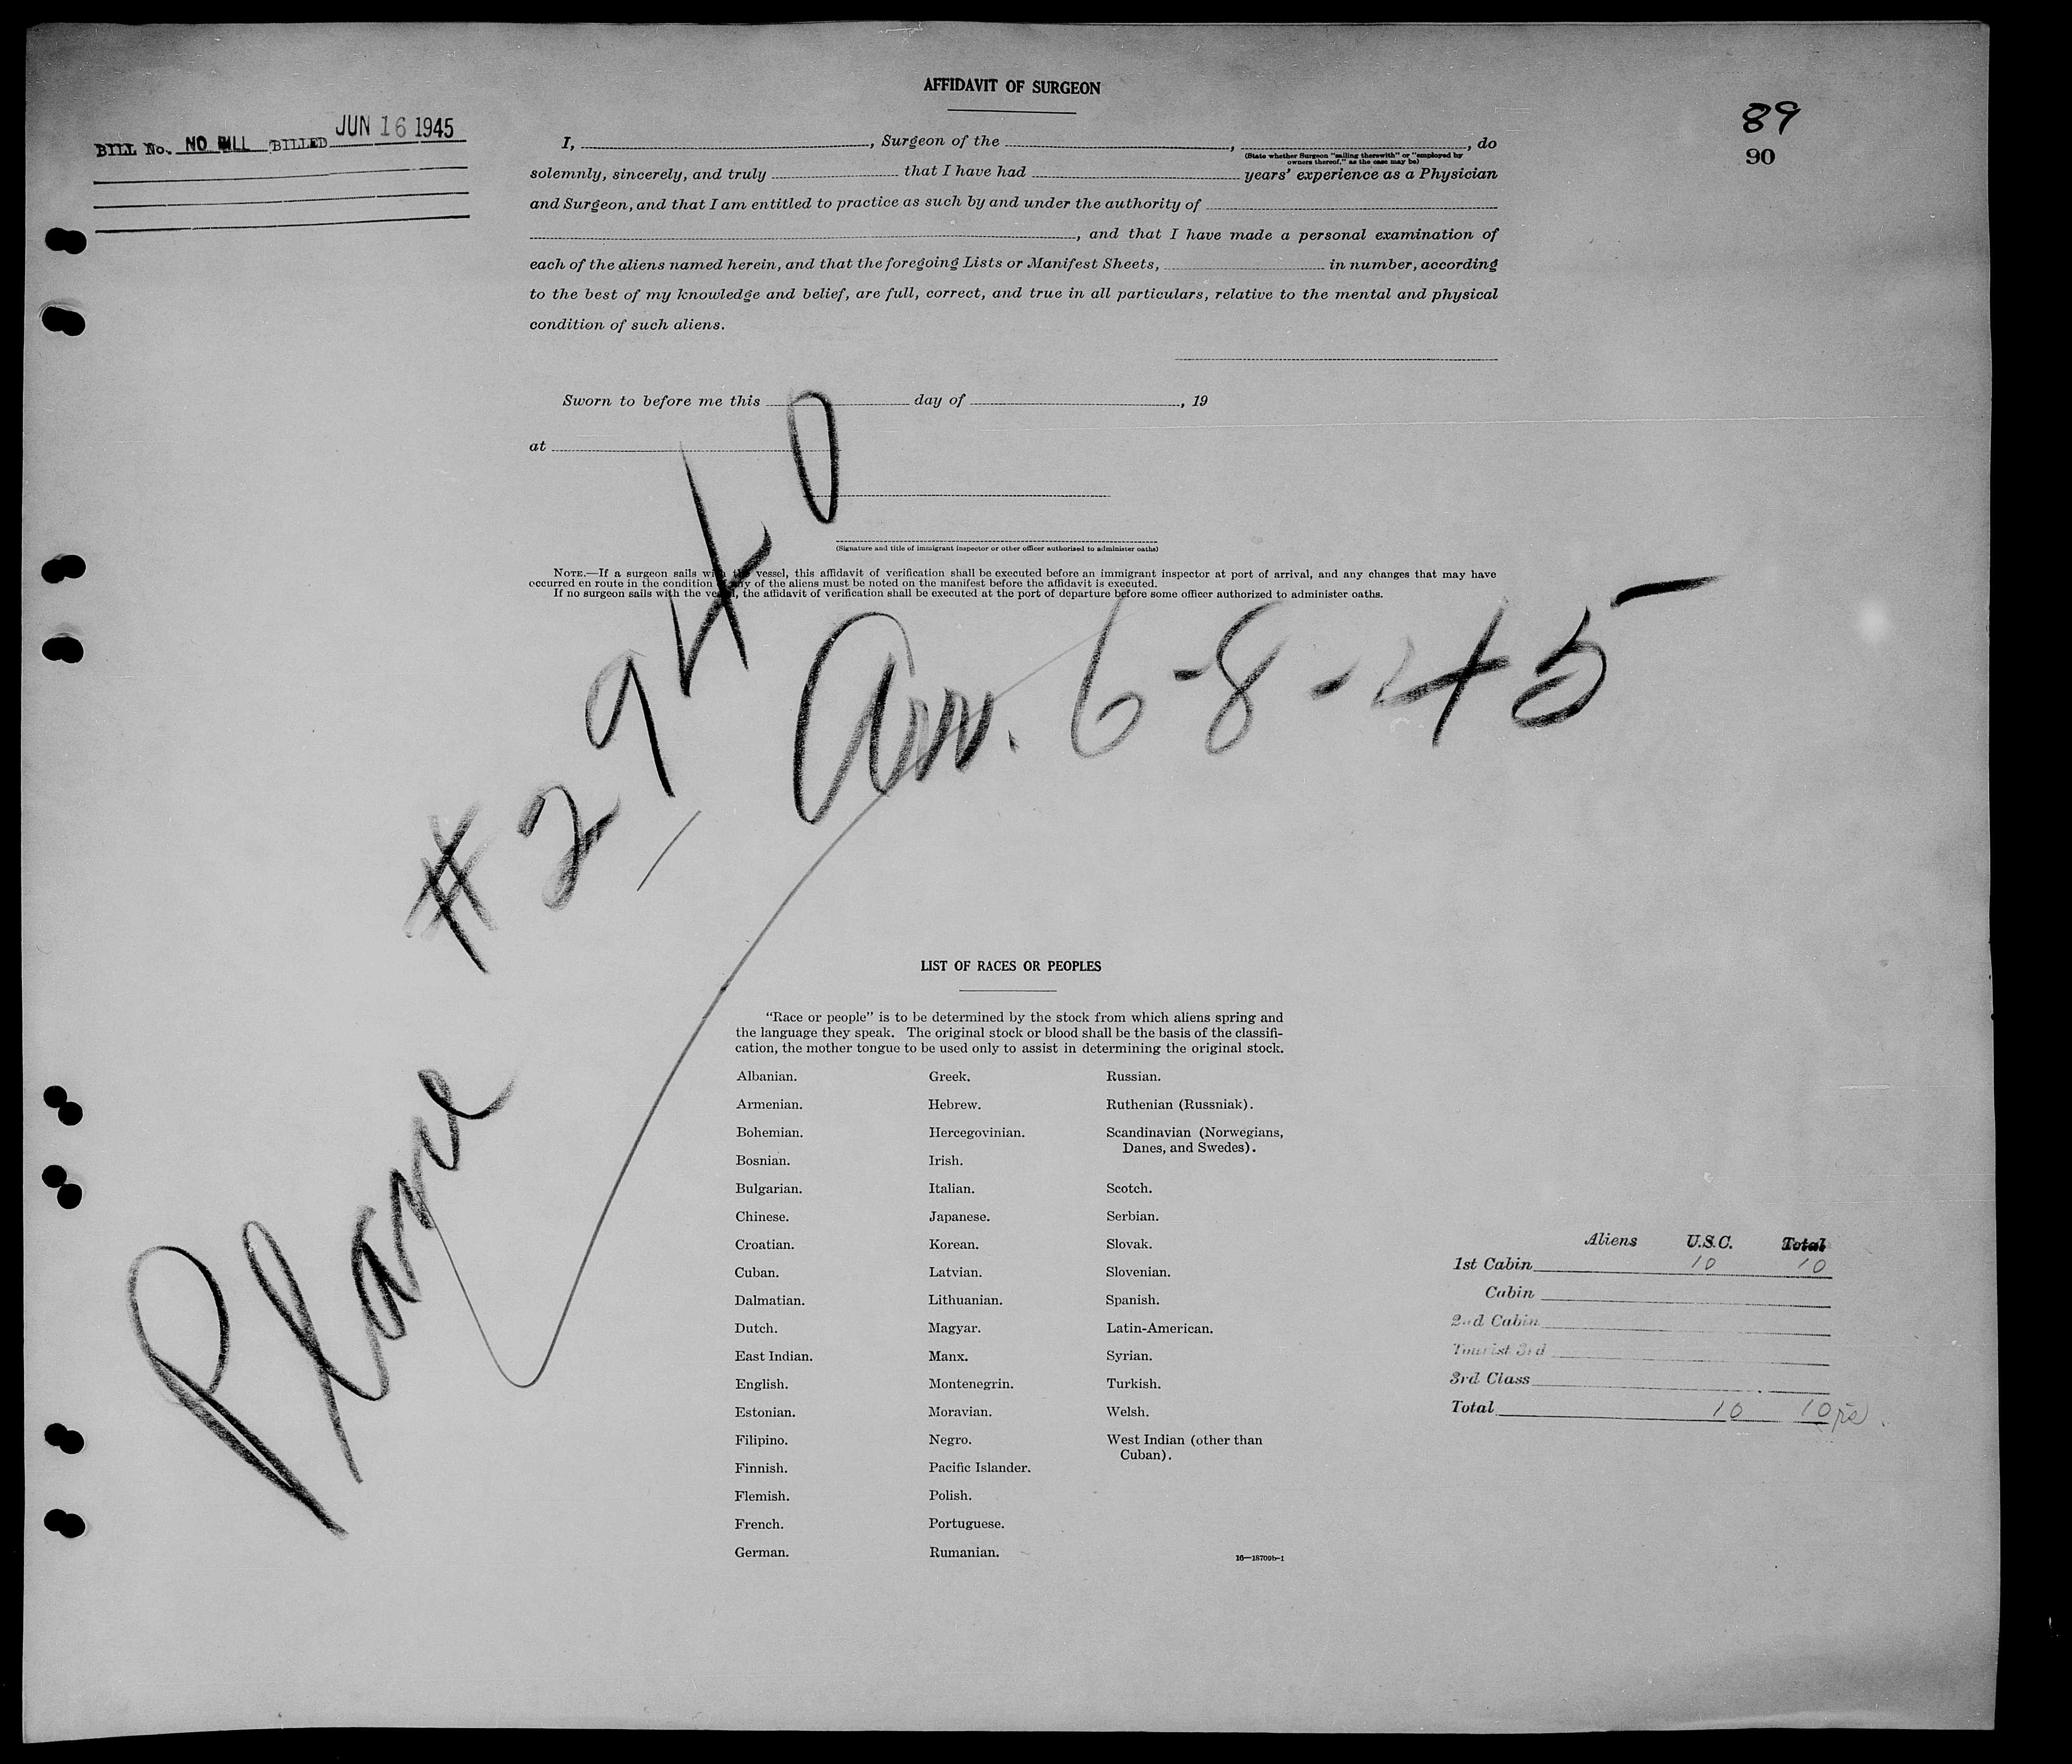 AFFIDAVIT OF SURGEON
89
90
BILL No. NO BILL BILLED JUN 16 1945
I, , Surgeon of the , , do
(State whether Surgeon "sailing therewith" or "employed by
owners thereof," as the case may be)
solemnly, sincerely, and truly that I have had years' experience as a Physician
and Surgeon, and that I am entitled to practice as such by and under the authority of
, and that I have made a personal examination of
each of the aliens named herein, and that the foregoing Lists or Manifest Sheets, in number, according
to the best of my knowledge and belief, are full, correct, and true in all particulars, relative to the mental and physical
condition of such aliens.
Sworn to before me this day of , 19
at
(Signature and title of immigrant inspector or other officer authorized to administer oaths)
NOTE.—If a surgeon sails with the vessel, this affidavit of verification shall be executed before an immigrant inspector at port of arrival, and any changes that may have
occurred en route in the condition of any of the aliens must be noted on the manifest before the affidavit is executed.
If no surgeon sails with the vessel, the affidavit of verification shall be executed at the port of departure before some officer authorized to administer oaths.
Plane #2940
Arr. 6-8-45
LIST OF RACES OR PEOPLES
"Race or people" is to be determined by the stock from which aliens spring and
the language they speak. The original stock or blood shall be the basis of the classifi-
cation, the mother tongue to be used only to assist in determining the original stock.
Albanian.
Armenian.
Bohemian.
Bosnian.
Bulgarian.
Chinese.
Croatian.
Cuban.
Dalmatian.
Dutch.
East Indian.
English.
Estonian.
Filipino.
Finnish.
Flemish.
French.
German.
Greek.
Hebrew.
Hercegovinian.
Irish.
Italian.
Japanese.
Korean.
Latvian.
Lithuanian.
Magyar.
Manx.
Montenegrin.
Moravian.
Negro.
Pacific Islander.
Polish.
Portuguese.
Rumanian.
Russian.
Ruthenian (Russniak).
Scandinavian (Norwegians,
Danes, and Swedes).
Scotch.
Serbian.
Slovak.
Slovenian.
Spanish.
Latin-American.
Syrian.
Turkish.
Welsh.
West Indian (other than
Cuban).
16—18709b-1
Aliens U.S.C. Total
1st Cabin 10 10
Cabin
2nd Cabin
Tourist 3rd
3rd Class
Total 10 10